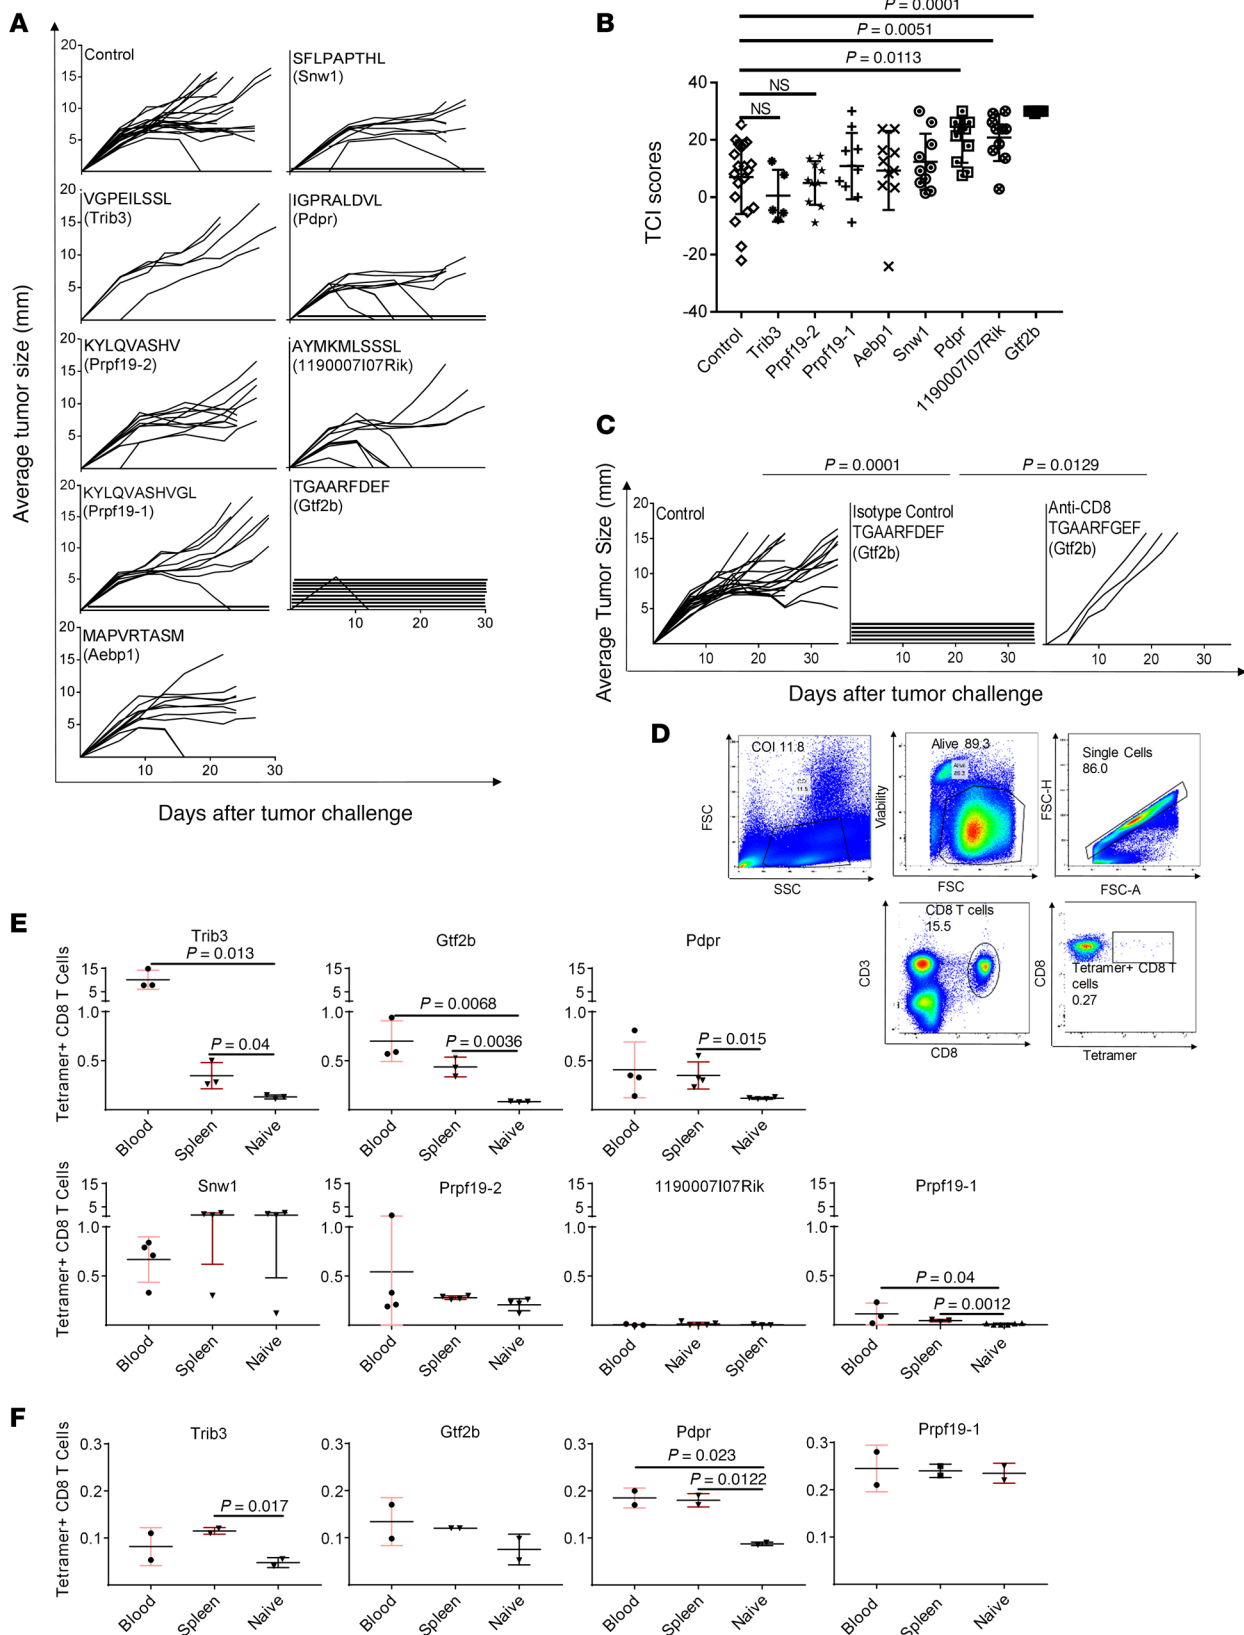 A
Average tumor size (mm)
Control
20
15
10
5
SFLPAPTHL
(Snw1)
VGPEILSSL
(Trib3)
20
15
10
5
IGPRALDVL
(Pdpr)
KYLQVASHV
(Prpf19-2)
20
15
10
5
AYMKMLSSSL
(1190007I07Rik)
KYLQVASHVGL
(Prpf19-1)
20
15
10
5
TGAARFDEF
(Gtf2b)
10
20
30
MAPVRTASM
(Aebp1)
20
15
10
5
10
20
30
Days after tumor challenge
B
P = 0.0001
P = 0.0051
P = 0.0113
NS
NS
TCI scores
40
20
0
-20
-40
Control
Trib3
Prpf19-2
Prpf19-1
Aebp1
Snw1
Pdpr
1190007I07Rik
Gtf2b
C
P = 0.0001
P = 0.0129
Average Tumor Size (mm)
20
15
10
5
Control
10
20
30
Isotype Control
TGAARFDEF
(Gtf2b)
10
20
30
Anti-CD8
TGAARFGEF
(Gtf2b)
10
20
30
Days after tumor challenge
D
COI 11.8
FSC
SSC
Alive 89.3
Viability
FSC
Single Cells
86.0
FSC-H
FSC-A
CD8 T cells
15.5
CD3
CD8
Tetramer+ CD8 T
cells
0.27
CD8
Tetramer
E
Tetramer+ CD8 T Cells
Trib3
P = 0.013
P = 0.04
15
5
1.0
0.5
Blood
Spleen
Naive
Gtf2b
P = 0.0068
P = 0.0036
15
5
1.0
0.5
Blood
Spleen
Naive
Pdpr
P = 0.015
15
5
1.0
0.5
Blood
Spleen
Naive
Tetramer+ CD8 T Cells
Snw1
15
5
1.0
0.5
Blood
Spleen
Naive
Prpf19-2
15
5
1.0
0.5
Blood
Spleen
Naive
1190007I07Rik
15
5
1.0
0.5
Blood
Naive
Spleen
Prpf19-1
P = 0.04
P = 0.0012
15
5
1.0
0.5
Blood
Spleen
Naive
F
Tetramer+ CD8 T Cells
Trib3
P = 0.017
0.3
0.2
0.1
Blood
Spleen
Naive
Gtf2b
0.3
0.2
0.1
Blood
Spleen
Naive
Pdpr
P = 0.023
P = 0.0122
0.3
0.2
0.1
Blood
Spleen
Naive
Prpf19-1
0.3
0.2
0.1
Blood
Spleen
Naive